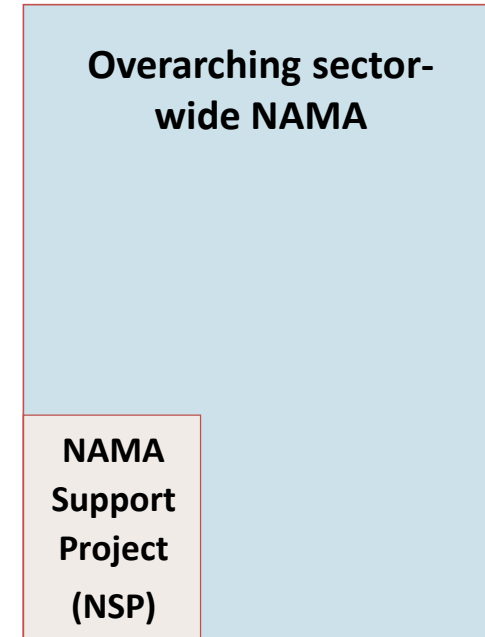 Overarching sector-
wide NAMA
NAMA
Support
Project
(NSP)